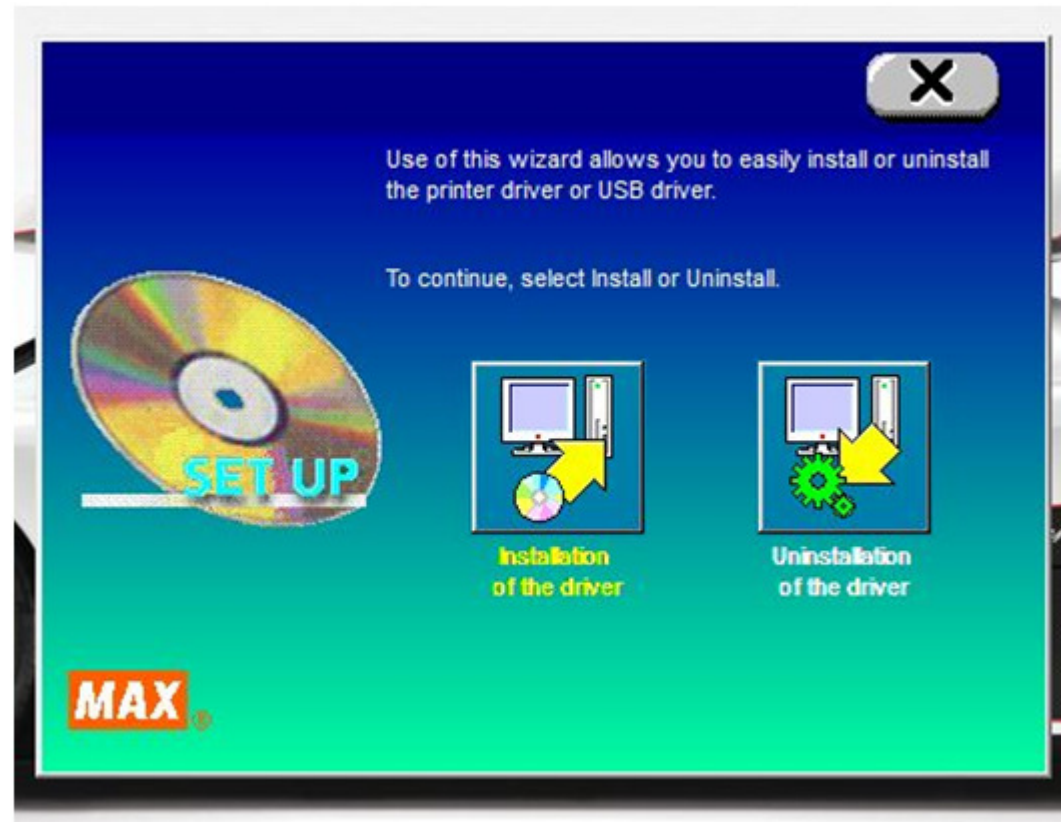 Use of this wizard allows you to easily install or uninstall
the printer driver or USB driver.
To continue, select Install or Uninstall.
SET UP
Installation
of the driver
Uninstallation
of the driver
MAX®